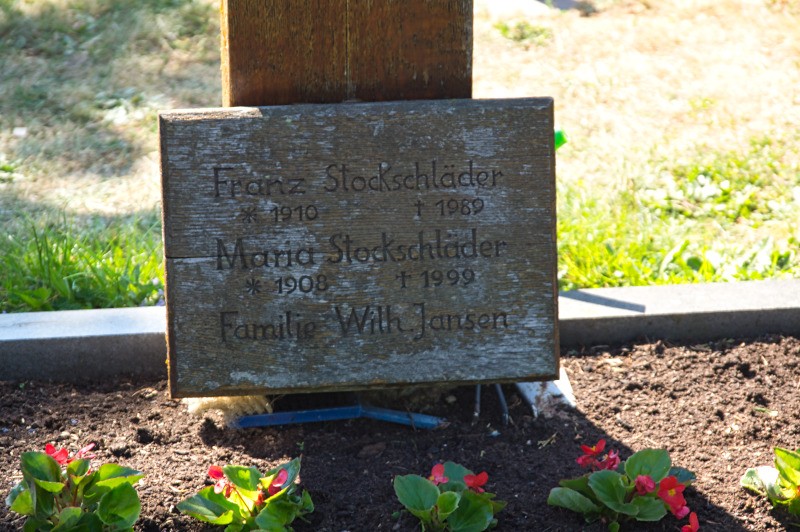 Franz Stockschläder
* 1910 † 1989
Maria Stockschläder
* 1908 † 1999
Familie Wilh. Jansen